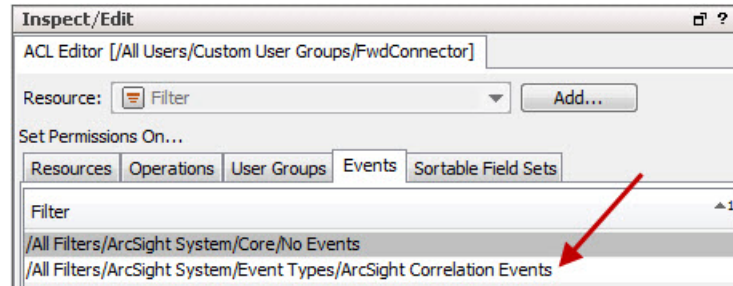 Inspect/Edit ?
ACL Editor [/All Users/Custom User Groups/FwdConnector]
Resource: Filter Add...
Set Permissions On...
Resources Operations User Groups Events Sortable Field Sets
Filter 1
/All Filters/ArcSight System/Core/No Events
/All Filters/ArcSight System/Event Types/ArcSight Correlation Events